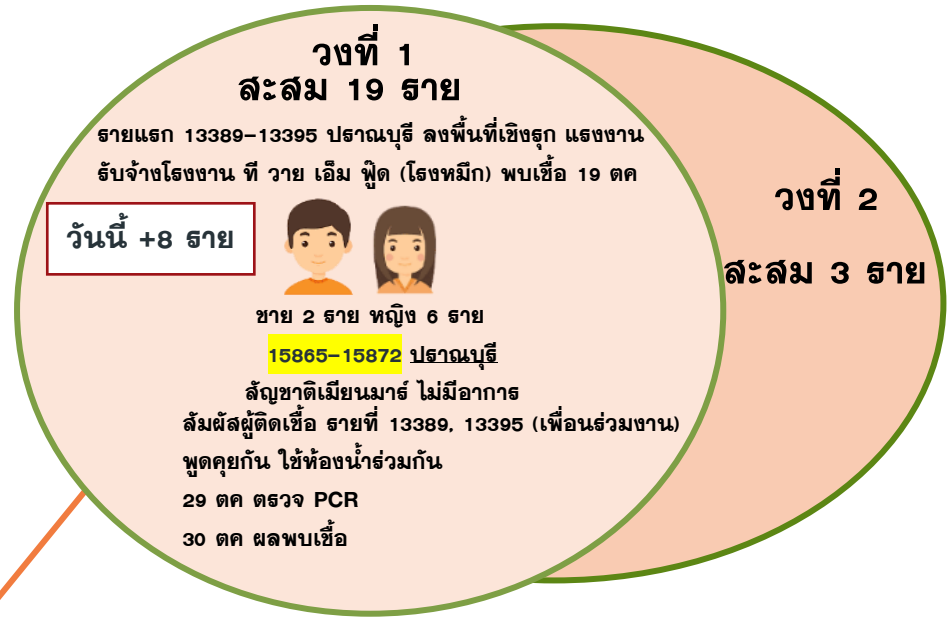 วงที่ 1
สะสม 19 ราย
รายแรก 13389-13395 ปราณบุรี ลงพื้นที่เชิงรุก แรงงาน
รับจ้างโรงงาน ที วาย เอ็ม ฟู๊ด (โรงหมึก) พบเชื้อ 19 ตค
วันนี้ +8 ราย
ชาย 2 ราย หญิง 6 ราย
15865-15872 ปราณบุรี
สัญชาติเมียนมาร์ ไม่มีอาการ
สัมผัสผู้ติดเชื้อ รายที่ 13389, 13395 (เพื่อนร่วมงาน)
พูดคุยกัน ใช้ห้องน้ำร่วมกัน
29 ตค ตรวจ PCR
30 ตค ผลพบเชื้อ
วงที่ 2
สะสม 3 ราย